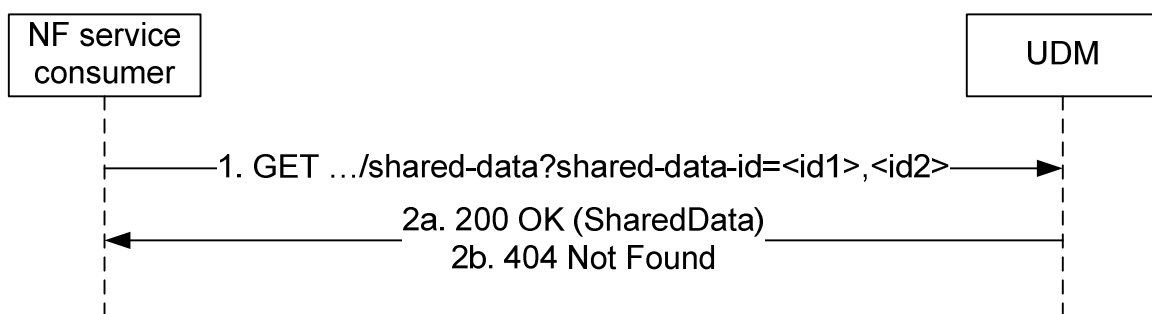 NF service
consumer
UDM
1. GET …/shared-data?shared-data-id=<id1>,<id2>
2a. 200 OK (SharedData)
2b. 404 Not Found